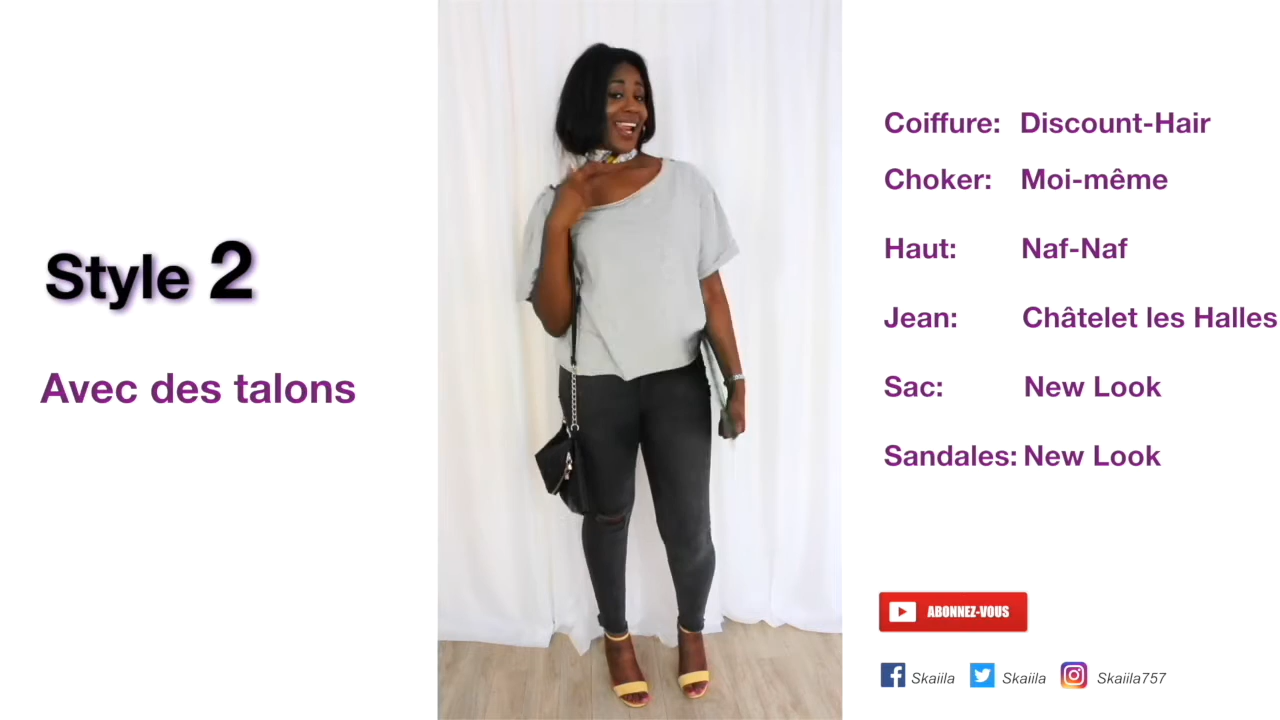 Style 2
Avec des talons
Coiffure: Discount-Hair
Choker: Moi-même
Haut: Naf-Naf
Jean: Châtelet les Halles
Sac: New Look
Sandales: New Look
ABONNEZ-VOUS
Skaiila Skaiila Skaiila757